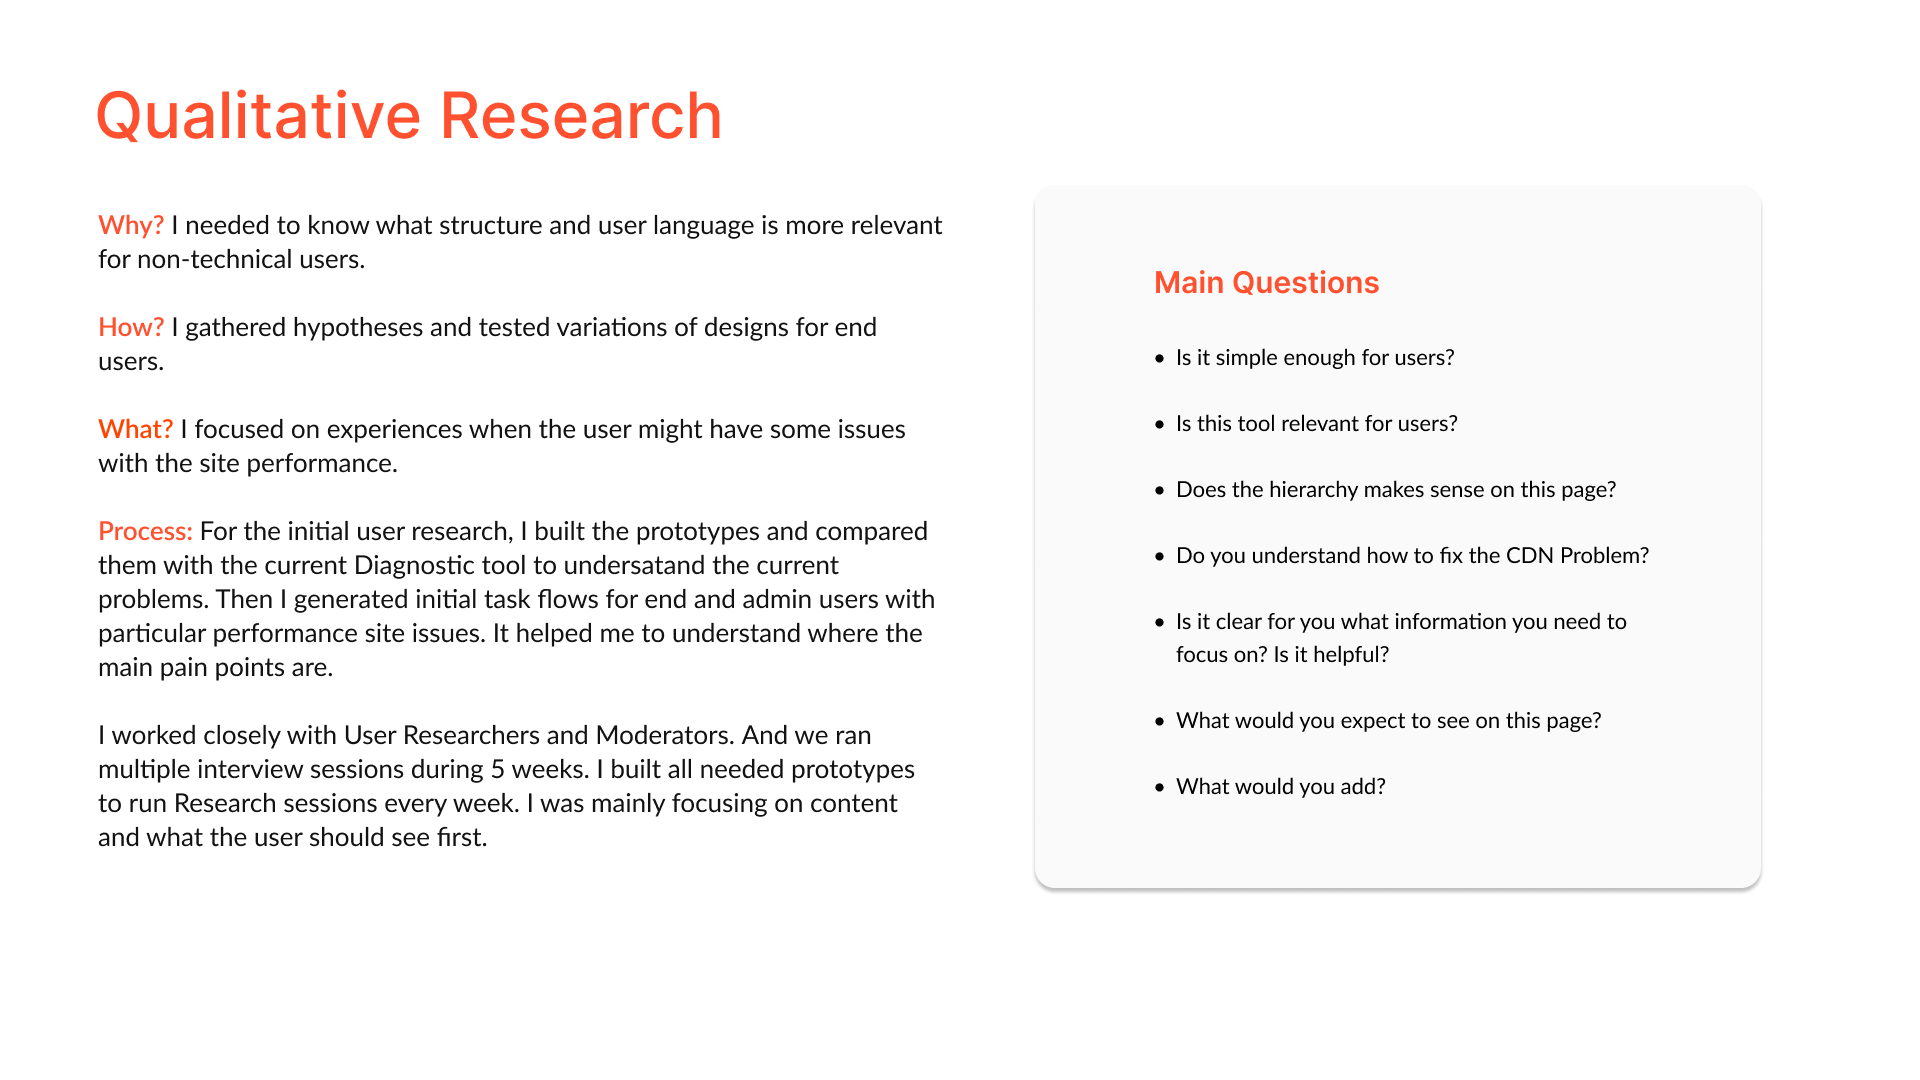 Qualitative Research
Why? I needed to know what structure and user language is more relevant
for non-technical users.
How? I gathered hypotheses and tested variations of designs for end
users.
What? I focused on experiences when the user might have some issues
with the site performance.
Process: For the initial user research, I built the prototypes and compared
them with the current Diagnostic tool to undersatand the current
problems. Then I generated initial task flows for end and admin users with
particular performance site issues. It helped me to understand where the
main pain points are.
I worked closely with User Researchers and Moderators. And we ran
multiple interview sessions during 5 weeks. I built all needed prototypes
to run Research sessions every week. I was mainly focusing on content
and what the user should see first.
Main Questions
• Is it simple enough for users?
• Is this tool relevant for users?
• Does the hierarchy makes sense on this page?
• Do you understand how to fix the CDN Problem?
• Is it clear for you what information you need to
focus on? Is it helpful?
• What would you expect to see on this page?
• What would you add?